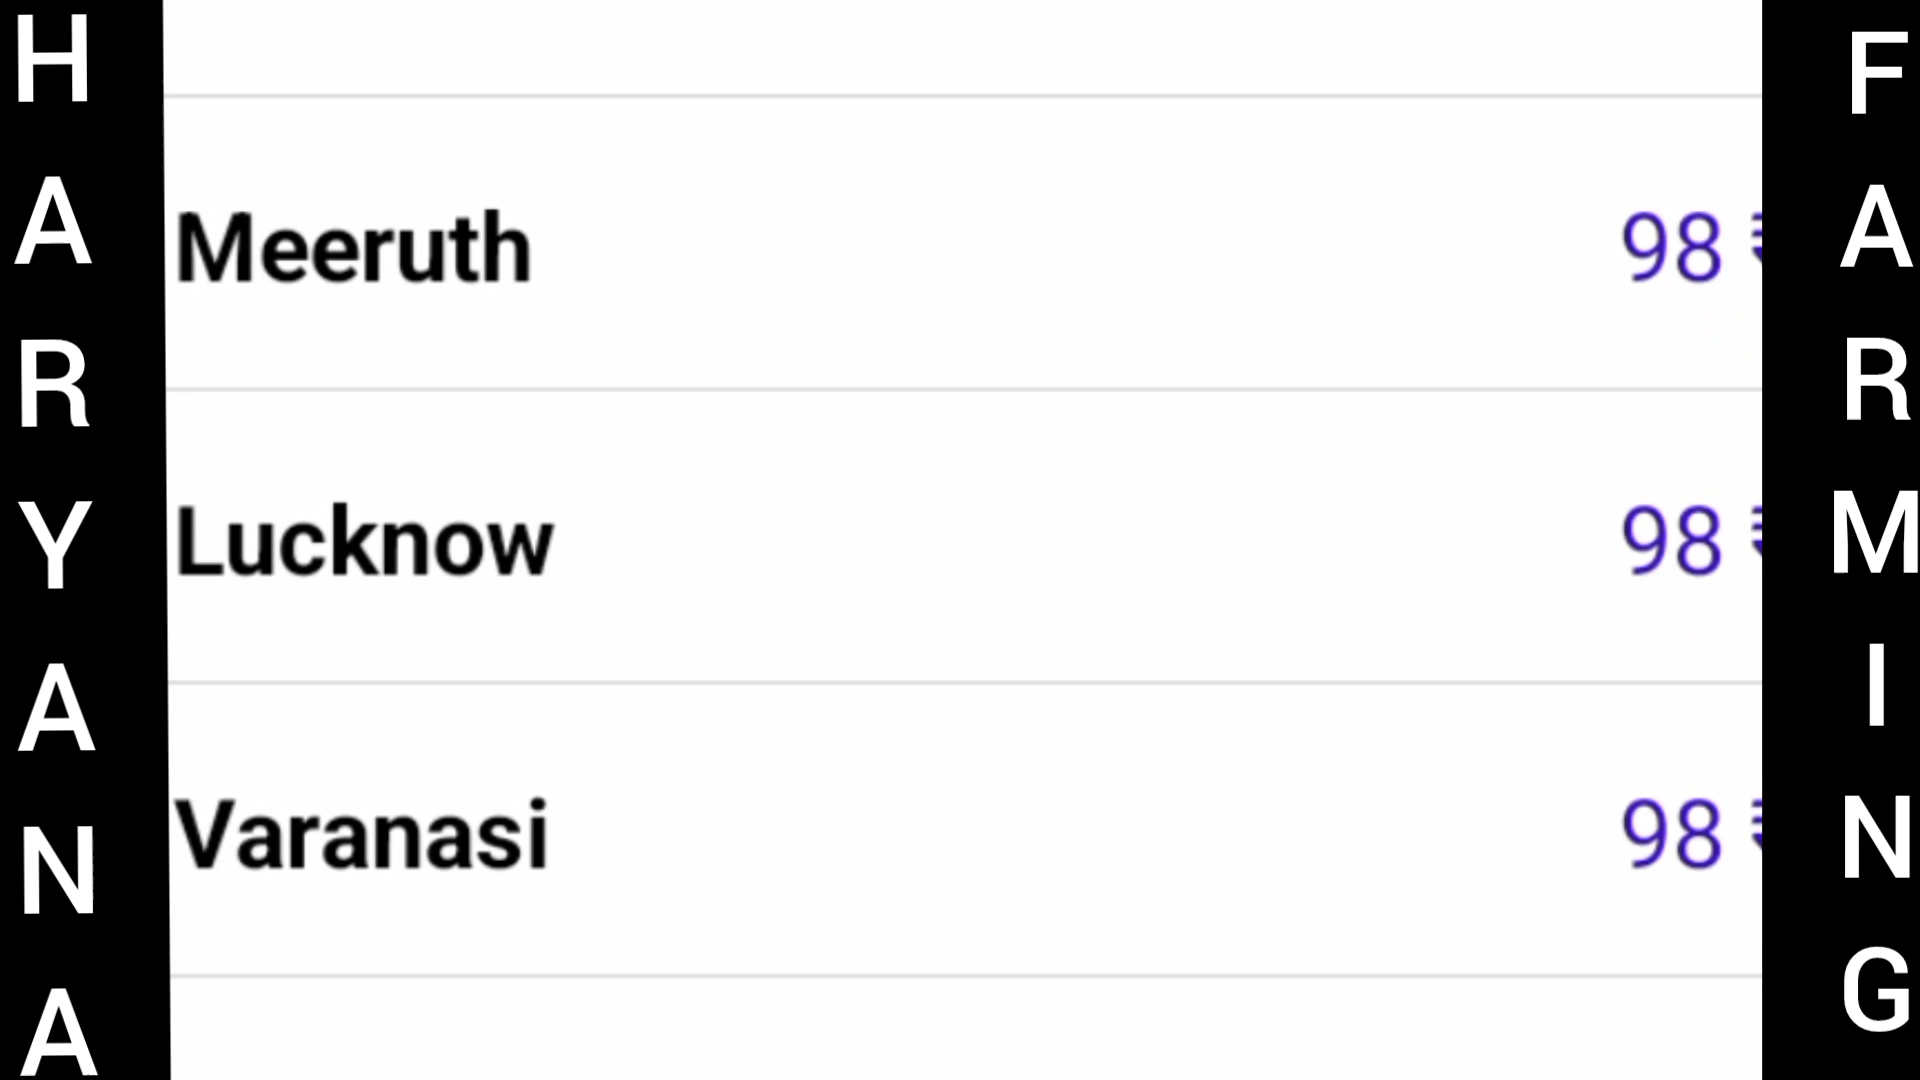 HARYANA
Meeruth 98 ₹
Lucknow 98 ₹
Varanasi 98 ₹
FARMING